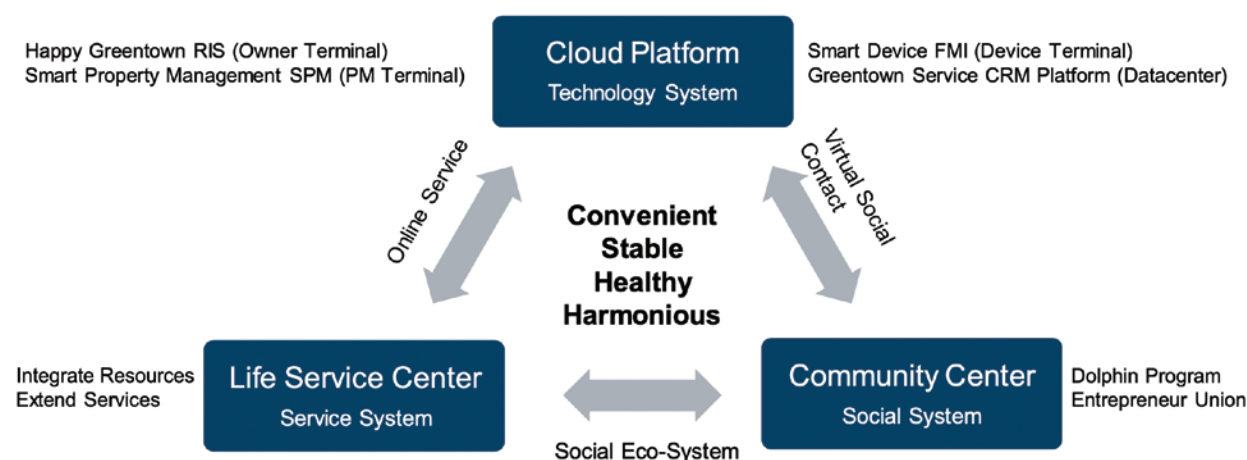 Happy Greentown RIS (Owner Terminal)
Smart Property Management SPM (PM Terminal)
Cloud Platform
Technology System
Smart Device FMI (Device Terminal)
Greentown Service CRM Platform (Datacenter)
Online Service
Virtual Social
Contact
Convenient
Stable
Healthy
Harmonious
Integrate Resources
Extend Services
Life Service Center
Service System
Social Eco-System
Community Center
Social System
Dolphin Program
Entrepreneur Union